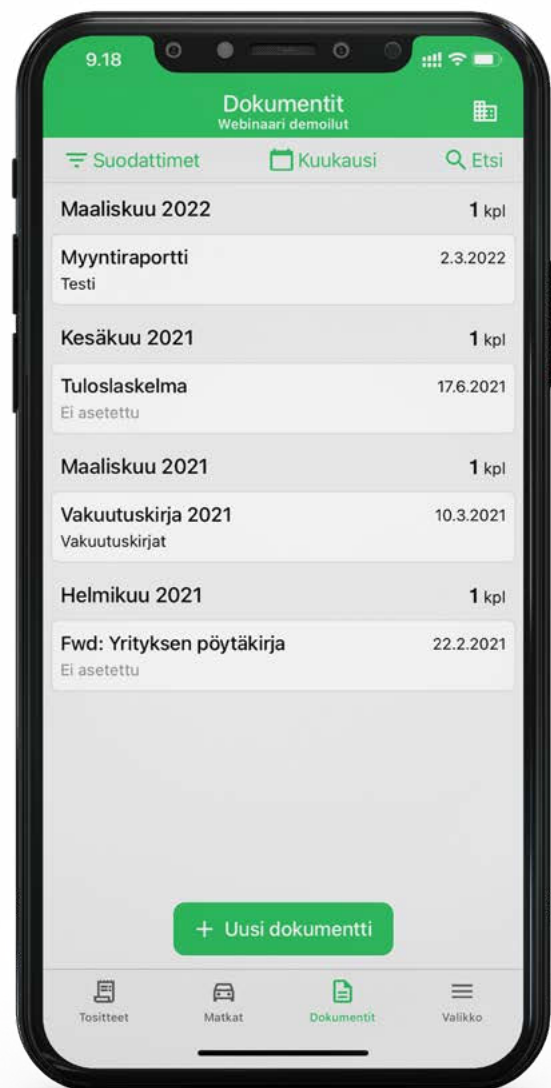 9.18
Dokumentit
Webinaari demoilut
Suodattimet Kuukausi Etsi
Maaliskuu 2022 1 kpl
Myyntiraportti 2.3.2022
Testi
Kesäkuu 2021 1 kpl
Tuloslaskelma 17.6.2021
Ei asetettu
Maaliskuu 2021 1 kpl
Vakuutuskirja 2021 10.3.2021
Vakuutuskirjat
Helmikuu 2021 1 kpl
Fwd: Yrityksen pöytäkirja 22.2.2021
Ei asetettu
+ Uusi dokumentti
Tositteet Matkat Dokumentit Valikko